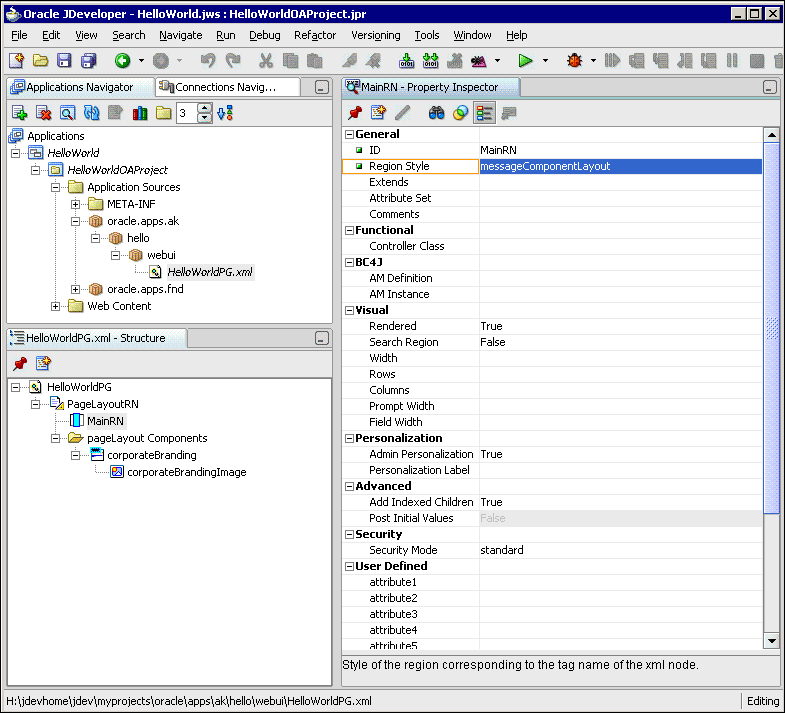 Oracle JDeveloper - HelloWorld.jws : HelloWorldOAProject.jpr
File Edit View Search Navigate Run Debug Refactor Versioning Tools Window Help
Applications Navigator
Connections Navig...
3
Applications
HelloWorld
HelloWorldOAProject
Application Sources
META-INF
oracle.apps.ak
hello
webui
HelloWorldPG.xml
oracle.apps.fnd
Web Content
HelloWorldPG.xml - Structure
HelloWorldPG
PageLayoutRN
MainRN
pageLayout Components
corporateBranding
corporateBrandingImage
MainRN - Property Inspector
General
ID MainRN
Region Style messageComponentLayout
Extends
Attribute Set
Comments
Functional
Controller Class
BC4J
AM Definition
AM Instance
Visual
Rendered True
Search Region False
Width
Rows
Columns
Prompt Width
Field Width
Personalization
Admin Personalization True
Personalization Label
Advanced
Add Indexed Children True
Post Initial Values False
Security
Security Mode standard
User Defined
attribute1
attribute2
attribute3
attribute4
attribute5
Style of the region corresponding to the tag name of the xml node.
H:\jdevhome\jdev\myprojects\oracle\apps\ak\hello\webui\HelloWorldPG.xml
Editing